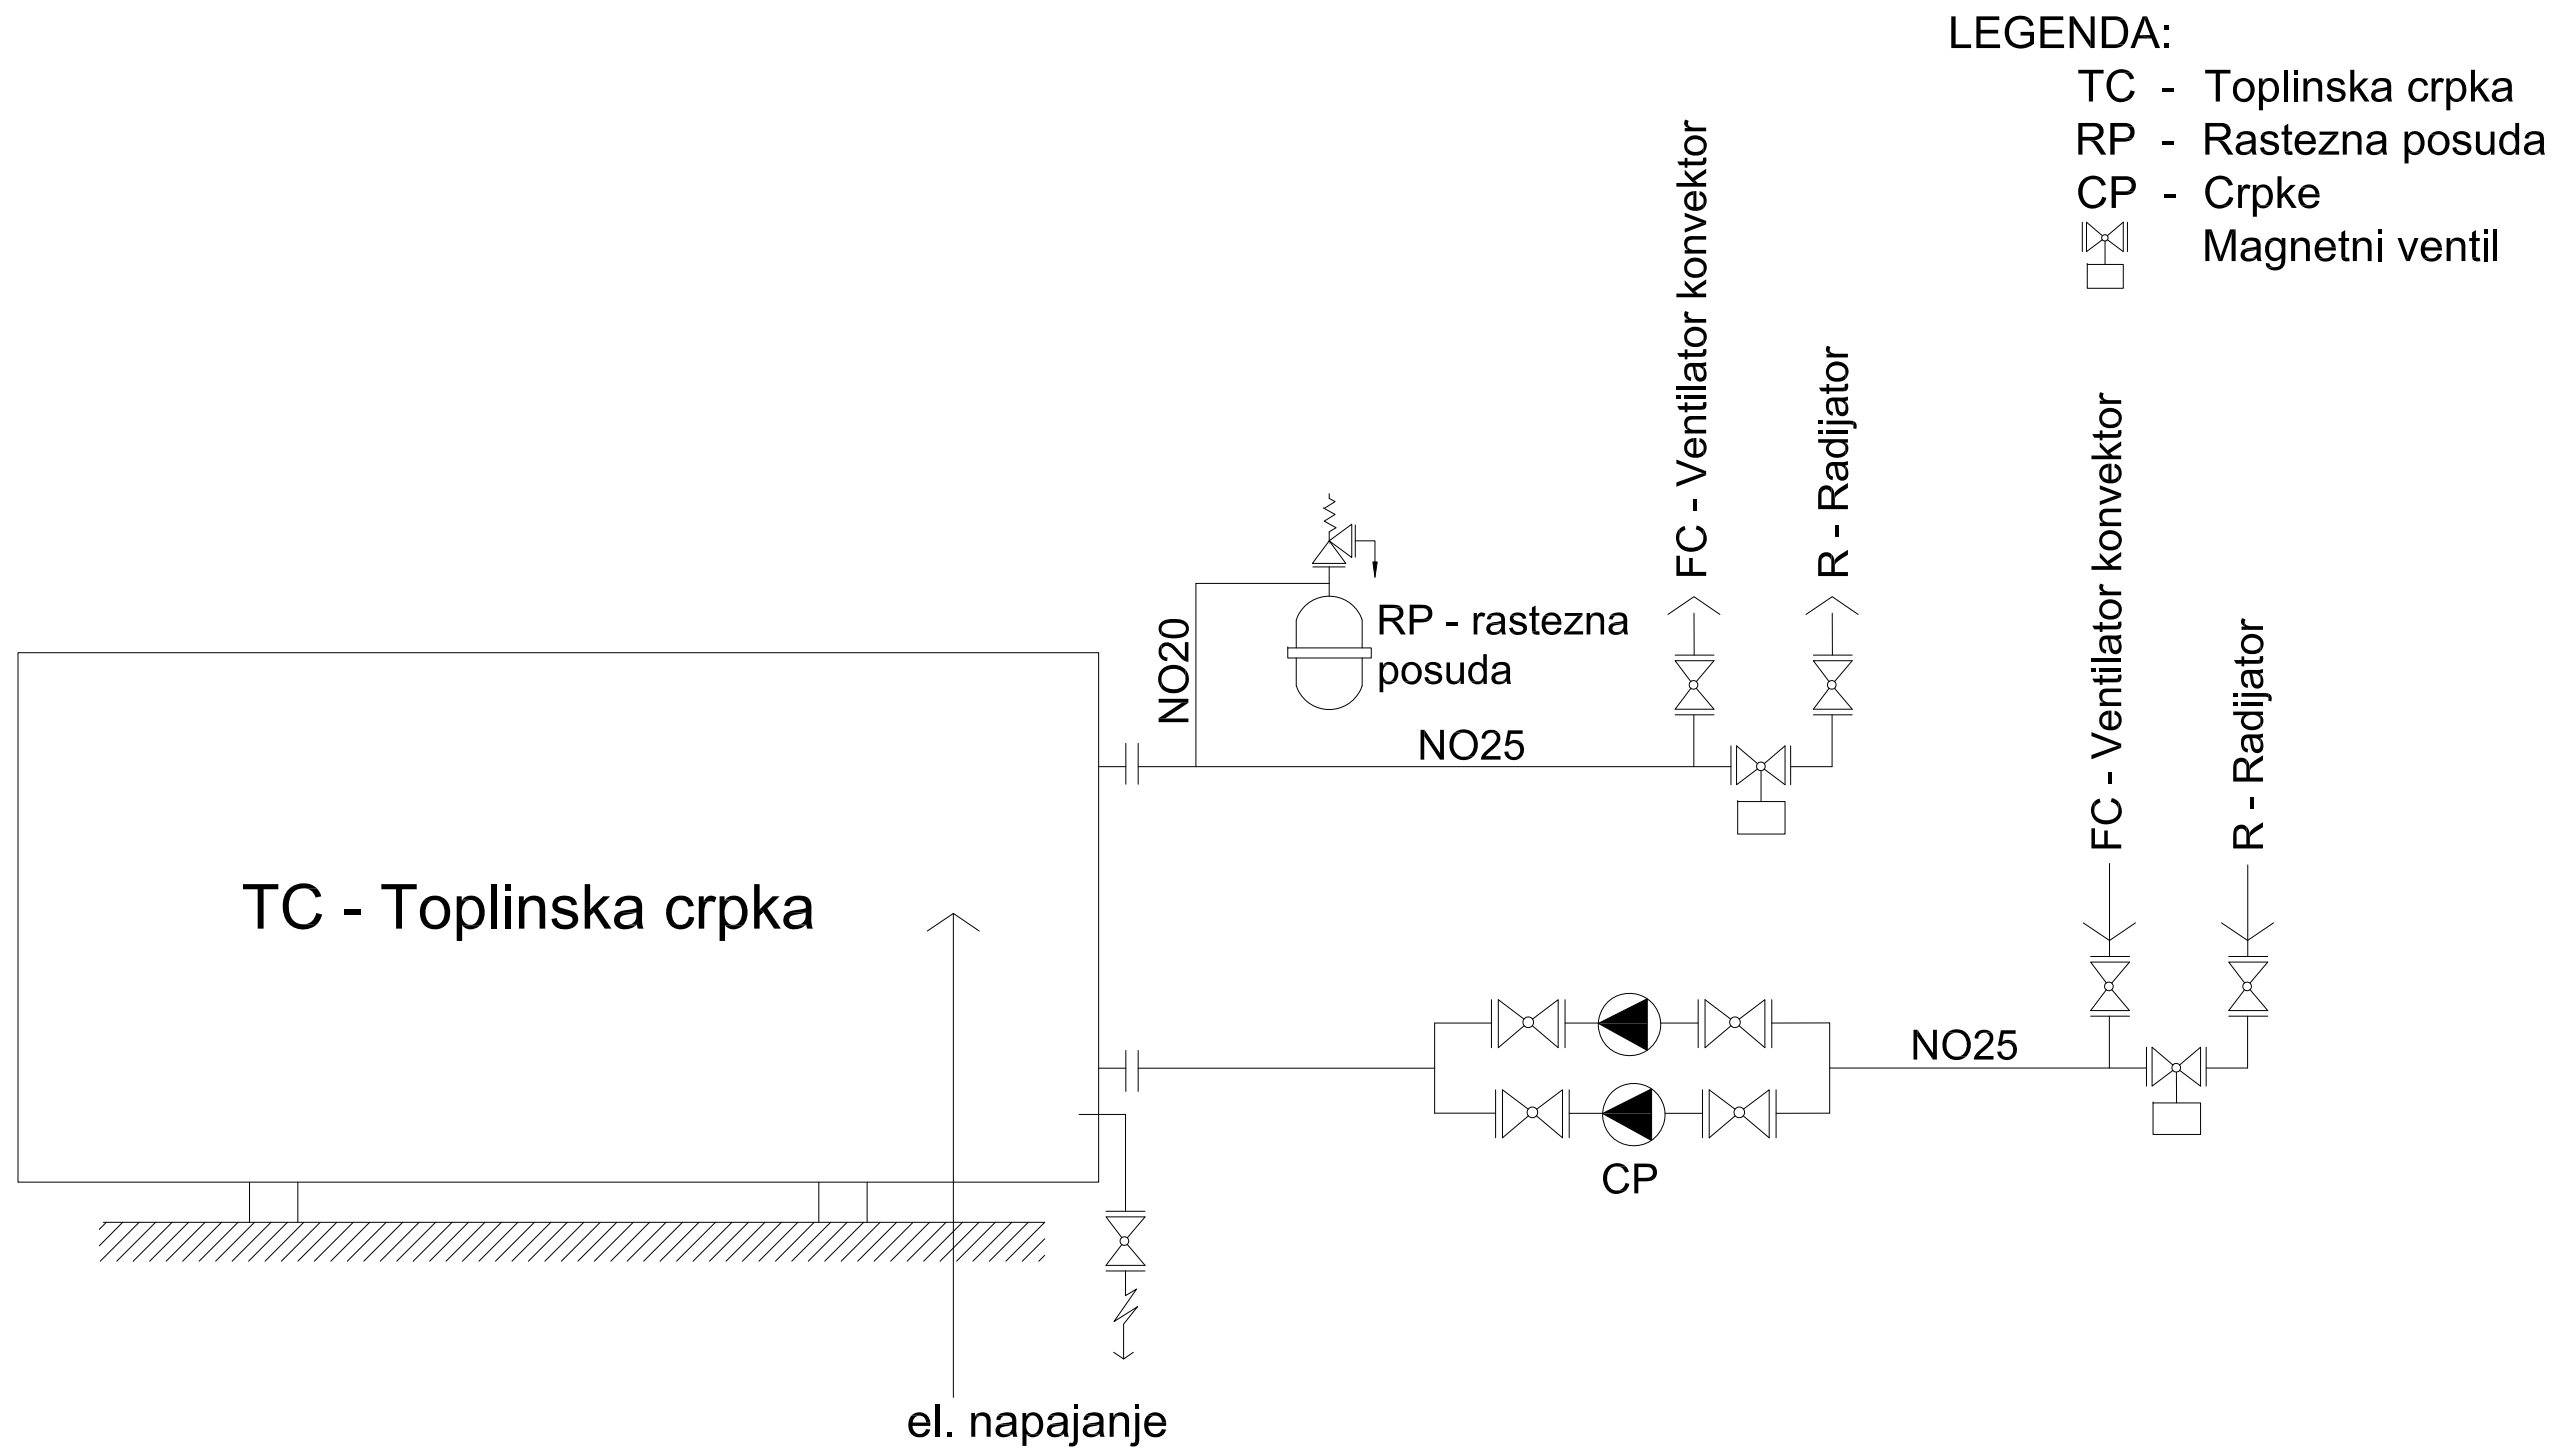 LEGENDA:
TC - Toplinska crpka
RP - Rastezna posuda
CP - Crpke
Magnetni ventil
FC - Ventilator konvektor
R - Radijator
FC - Ventilator konvektor
R - Radijator
NO20
RP - rastezna
posuda
NO25
TC - Toplinska crpka
NO25
CP
el. napajanje